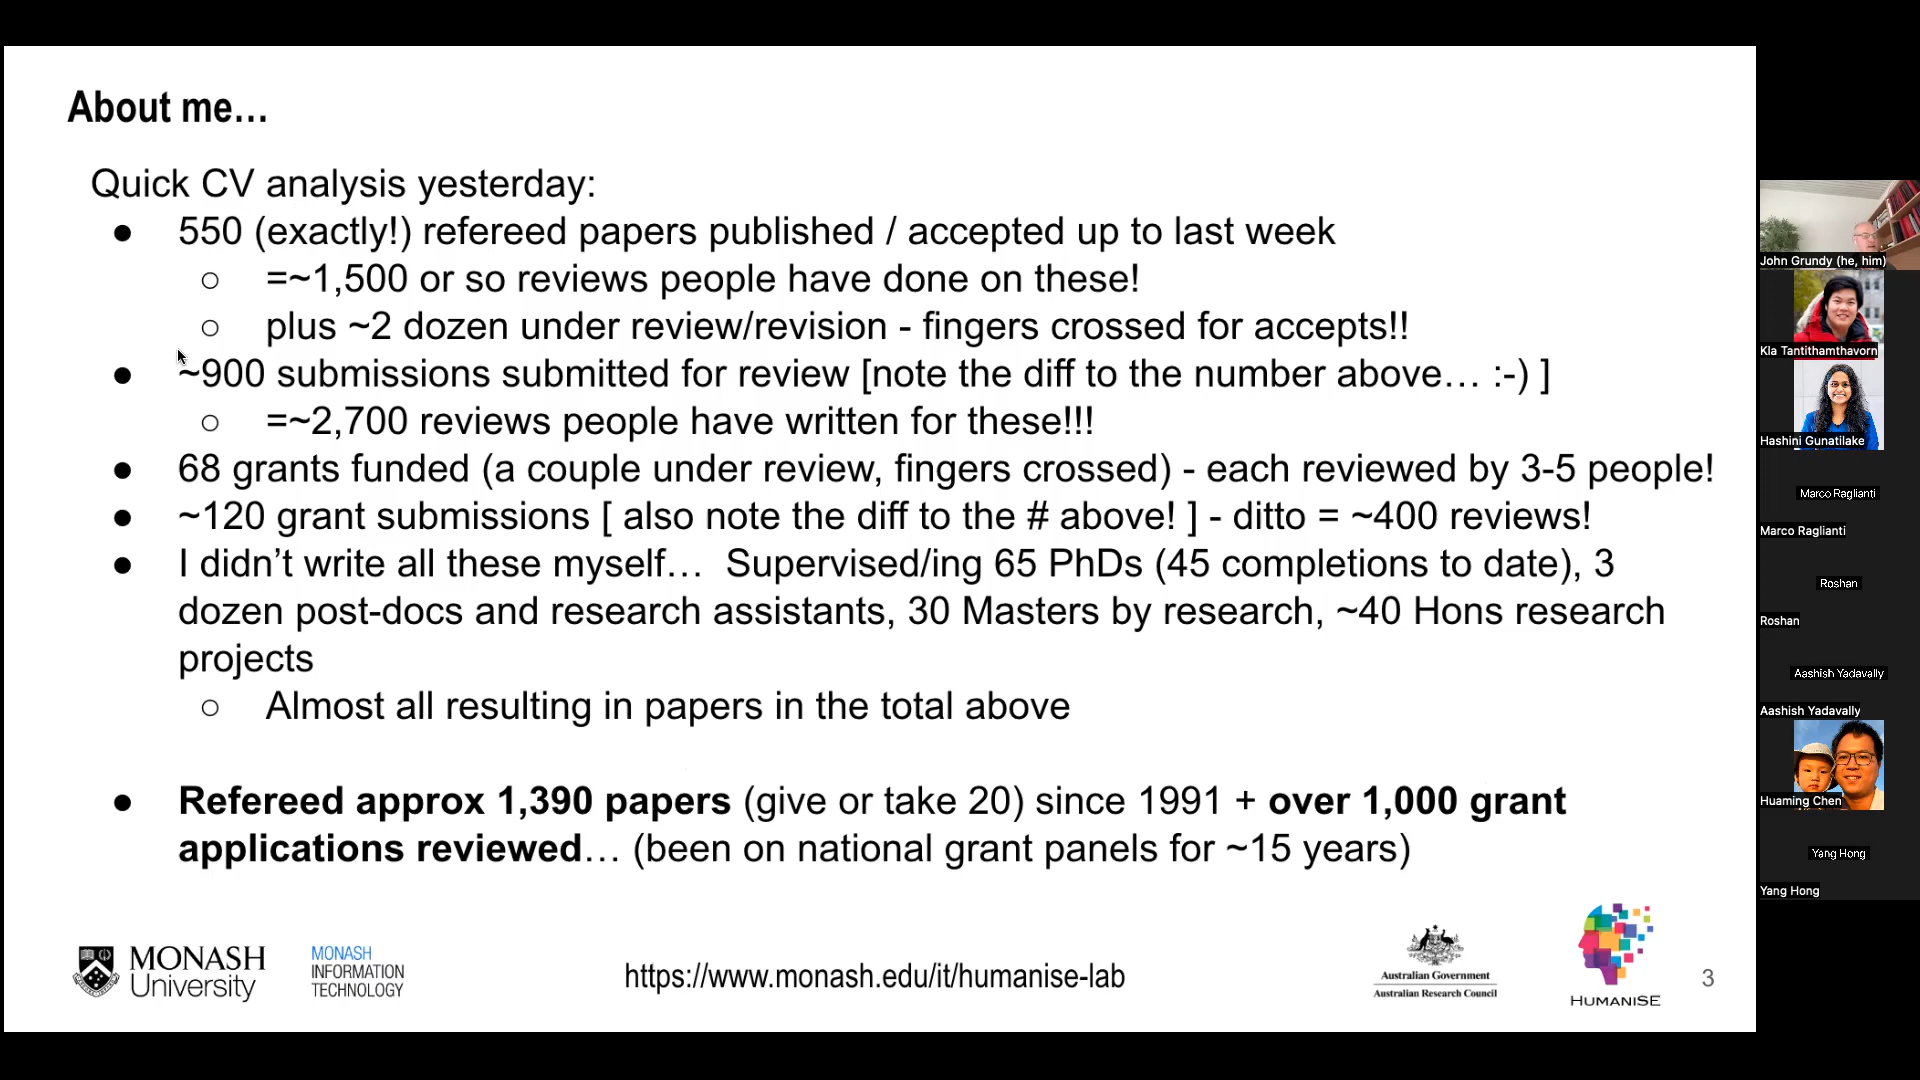 About me…
Quick CV analysis yesterday:
● 550 (exactly!) refereed papers published / accepted up to last week
○ =~1,500 or so reviews people have done on these!
○ plus ~2 dozen under review/revision - fingers crossed for accepts!!
● ~900 submissions submitted for review [note the diff to the number above… :-) ]
○ =~2,700 reviews people have written for these!!!
● 68 grants funded (a couple under review, fingers crossed) - each reviewed by 3-5 people!
● ~120 grant submissions [ also note the diff to the # above! ] - ditto = ~400 reviews!
● I didn’t write all these myself… Supervised/ing 65 PhDs (45 completions to date), 3
dozen post-docs and research assistants, 30 Masters by research, ~40 Hons research
projects
○ Almost all resulting in papers in the total above
● Refereed approx 1,390 papers (give or take 20) since 1991 + over 1,000 grant
applications reviewed… (been on national grant panels for ~15 years)
MONASH
University
MONASH
INFORMATION
TECHNOLOGY
https://www.monash.edu/it/humanise-lab
Australian Government
Australian Research Council
HUMANISE
3
John Grundy (he, him)
Kla Tantithamthavorn
Hashini Gunatilake
Marco Raglianti
Marco Raglianti
Roshan
Roshan
Aashish Yadavally
Aashish Yadavally
Huaming Chen
Yang Hong
Yang Hong